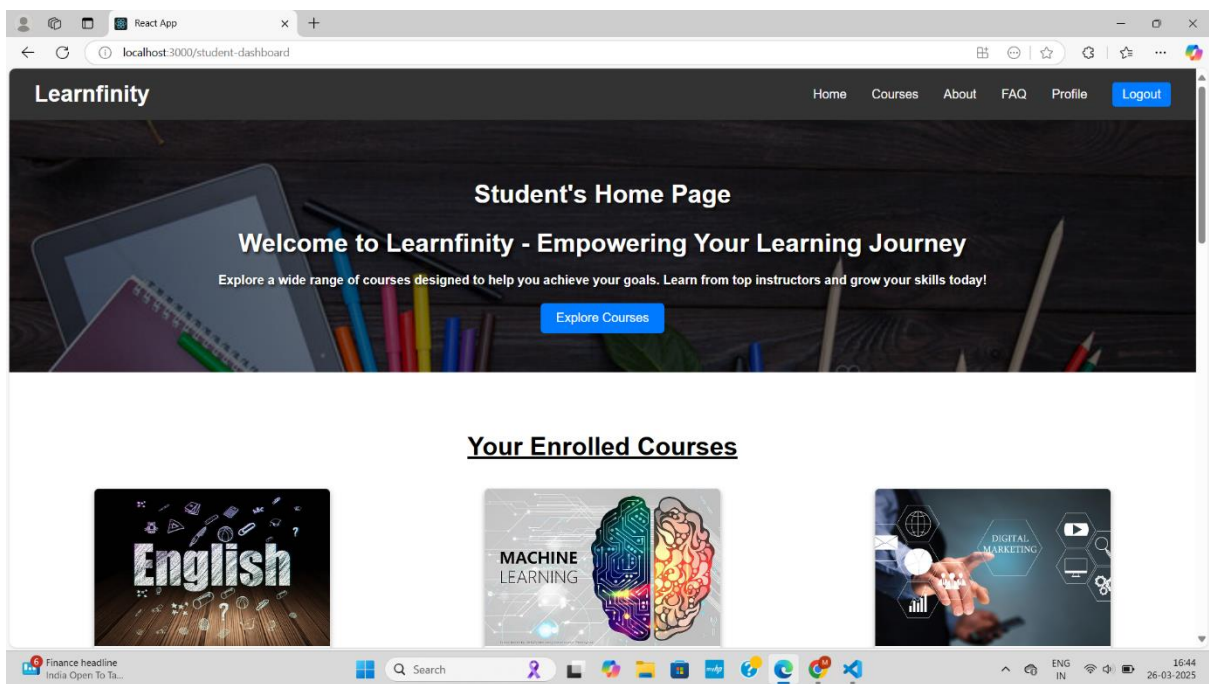 React App
localhost:3000/student-dashboard
Learnfinity
Home Courses About FAQ Profile Logout
Student's Home Page
Welcome to Learnfinity - Empowering Your Learning Journey
Explore a wide range of courses designed to help you achieve your goals. Learn from top instructors and grow your skills today!
Explore Courses
Your Enrolled Courses
English
MACHINE
LEARNING
DIGITAL
MARKETING
6
Finance headline
India Open To Ta...
Search
ENG
IN
16:44
26-03-2025